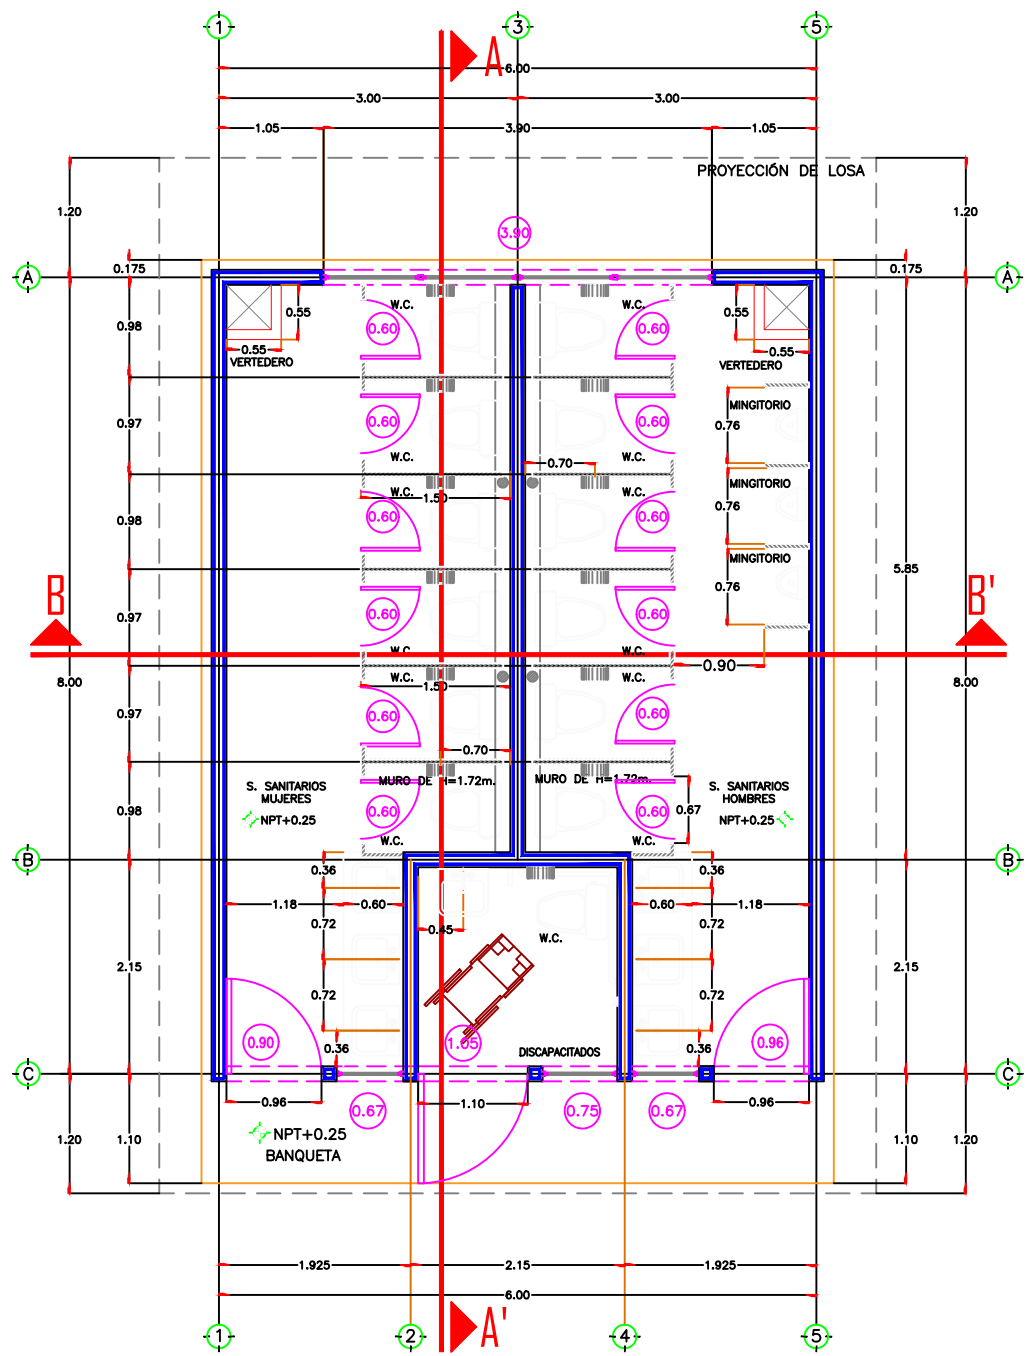 1
3
5
A
6.00
3.00
3.00
1.05
3.90
1.05
PROYECCIÓN DE LOSA
1.20
1.20
3.90
0.175
0.175
A
A
W.C.
W.C.
0.55
0.55
0.98
0.60
0.60
0.55
0.55
VERTEDERO
VERTEDERO
MINGITORIO
0.97
0.60
0.60
0.76
W.C.
W.C.
0.70
MINGITORIO
W.C.
W.C.
1.50
0.76
0.98
0.60
0.60
MINGITORIO
5.85
0.76
B
B'
0.97
0.60
0.60
W.C.
W.C.
0.90
8.00
W.C.
W.C.
8.00
1.50
0.97
0.60
0.60
0.70
MURO DE H=1.72m.
MURO DE H=1.72m.
S. SANITARIOS
MUJERES
S. SANITARIOS
HOMBRES
0.98
0.60
0.60
0.67
NPT+0.25
NPT+0.25
W.C.
W.C.
B
B
0.36
0.36
1.18
0.60
0.60
1.18
0.72
0.45
0.72
W.C.
2.15
2.15
0.72
0.72
0.90
1.05
0.96
0.36
DISCAPACITADOS
0.36
C
C
0.96
1.10
0.96
0.67
0.75
0.67
1.20
1.10
NPT+0.25
1.10
1.20
BANQUETA
1.925
2.15
1.925
6.00
1
2
A'
4
5